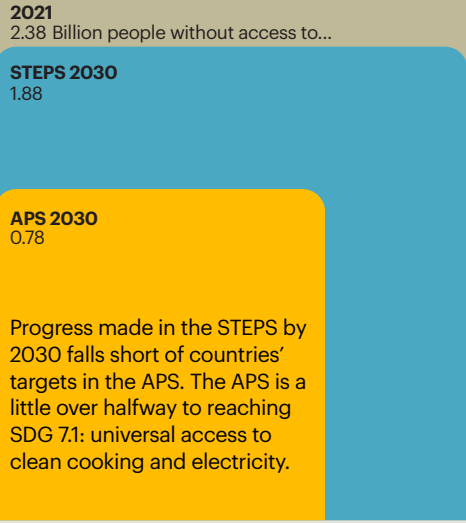 2021
2.38 Billion people without access to...
STEPS 2030
1.88
APS 2030
0.78
Progress made in the STEPS by
2030 falls short of countries’
targets in the APS. The APS is a
little over halfway to reaching
SDG 7.1: universal access to
clean cooking and electricity.